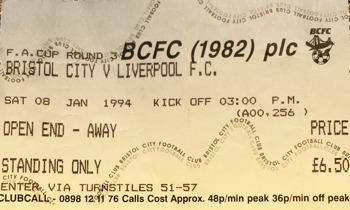 BCFC (1982) plc
BCFC
F.A.CUP ROUND 3
BRISTOL CITY V LIVERPOOL F.C.
SAT 08 JAN 1994 KICK OFF 03:00 P.M.
(A00,256 )
OPEN END - AWAY PRICE
STANDING ONLY £6.50
ENTER VIA TURNSTILES 51-57
CLUBCALL - 0898 12 11 76 Calls Cost Approx. 48p/min peak 36p/min off peak